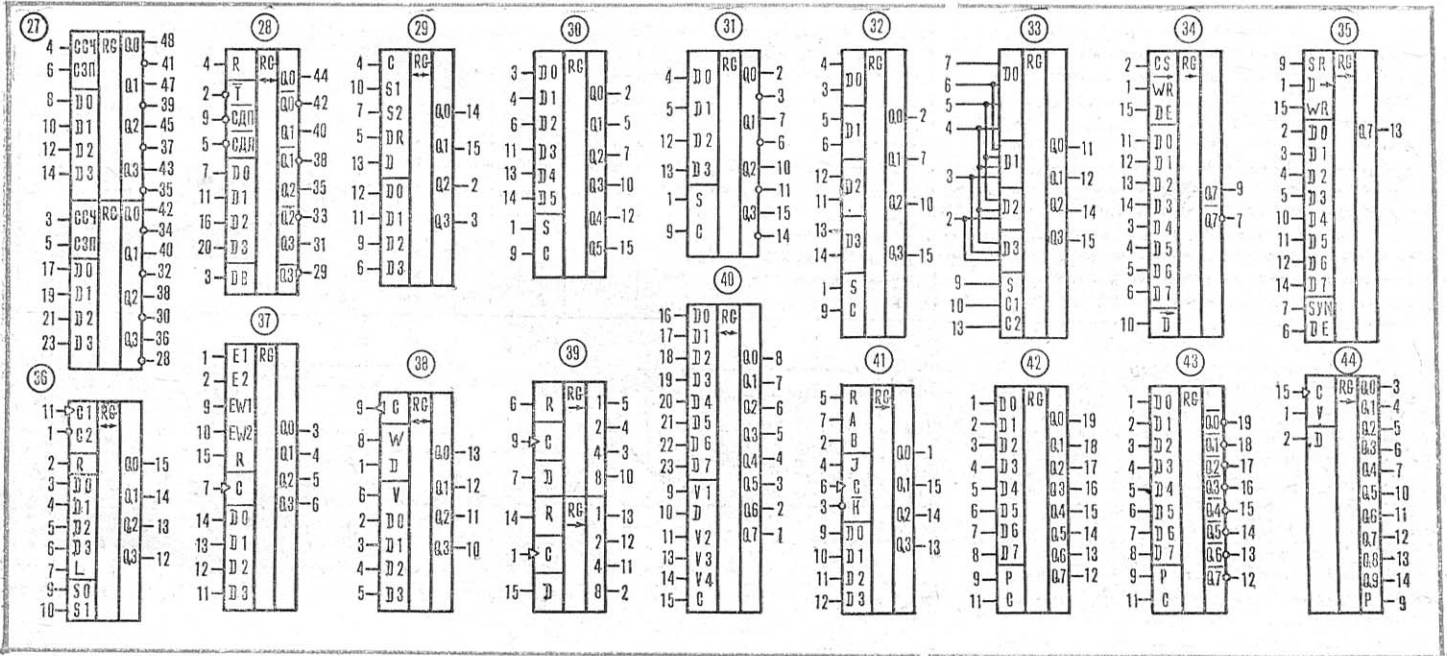 27
4 ССЧ RG Q0 48
6 СЗП 41
8 D0 Q1 47
10 D1 39
12 D2 Q2 45
14 D3 37
Q3 43
35
3 ССЧ RG Q0 42
5 СЗП 34
17 D0 Q1 40
19 D1 32
21 D2 Q2 38
23 D3 30
Q3 36
28
28
4 R RG Q0 44
2 T Q0 42
9 СДП Q1 40
5 СДЛ Q1 38
7 D0 Q2 35
11 D1 Q2 33
16 D2 Q3 31
20 D3 Q3 29
3 DB
29
4 C RG
10 S1
7 S2 Q0 14
5 DR Q1 15
13 D Q2 2
12 D0 Q3 3
11 D1
9 D2
6 D3
30
3 D0 RG
4 D1 Q0 2
6 D2 Q1 5
11 D3 Q2 7
13 D4 Q3 10
14 D5 Q4 12
1 S Q5 15
9 C
31
4 D0 RG Q0 2
3
5 D1 Q1 7
6
12 D2 Q2 10
11
13 D3 Q3 15
14
1 S
9 C
32
4 D0 RG
3
5 D1 Q0 2
6 Q1 7
12 D2 Q2 10
11 Q3 15
13 D3
14
1 S
9 C
33
7 D0 RG
6
5
4 D1 Q0 11
3 D2 Q1 12
2 D3 Q2 14
Q3 15
9 S
10 C1
13 C2
34
2 CS RG
1 WR
15 DE
11 D0
12 D1
13 D2 Q7 9
14 D3 Q7 7
3 D4
4 D5
5 D6
6 D7
10 D
35
9 SR RG
1 D
15 WR
2 D0 Q7 13
3 D1
4 D2
5 D3
10 D4
11 D5
12 D6
14 D7
7 SYN
6 DE
36
11 C1 RG
1 C2
2 R Q0 15
3 D0 Q1 14
4 D1 Q2 13
5 D2 Q3 12
6 D3
7 L
9 S0
10 S1
37
1 E1 RG
2 E2
9 EW1 Q0 3
10 EW2 Q1 4
15 R Q2 5
7 C Q3 6
14 D0
13 D1
12 D2
11 D3
38
9 C RG
8 W Q0 13
1 D Q1 12
6 V Q2 11
2 D0 Q3 10
3 D1
4 D2
5 D3
39
6 R RG 1 5
2 4
9 C 4 3
7 D 8 10
14 R RG 1 13
2 12
1 C 4 11
15 D 8 2
40
16 D0 RG
17 D1
18 D2 Q0 8
19 D3 Q1 7
20 D4 Q2 6
21 D5 Q3 5
22 D6 Q4 4
23 D7 Q5 3
9 V1 Q6 2
10 D Q7 1
11 V2
13 V3
14 V4
15 C
41
5 R RG
7 A
2 B Q0 1
4 J Q1 15
6 C Q2 14
3 K Q3 13
9 D0
10 D1
11 D2
12 D3
42
1 D0 RG Q0 19
2 D1 Q1 18
3 D2 Q2 17
4 D3 Q3 16
5 D4 Q4 15
6 D5 Q5 14
7 D6 Q6 13
8 D7 Q7 12
9 P
11 C
43
1 D0 RG Q0 19
2 D1 Q1 18
3 D2 Q2 17
4 D3 Q3 16
5 D4 Q4 15
6 D5 Q5 14
7 D6 Q6 13
8 D7 Q7 12
9 P
11 C
44
15 C RG Q0 3
1 V Q1 4
2 D Q2 5
Q3 6
Q4 7
Q5 10
Q6 11
Q7 12
Q8 13
Q9 14
P 9